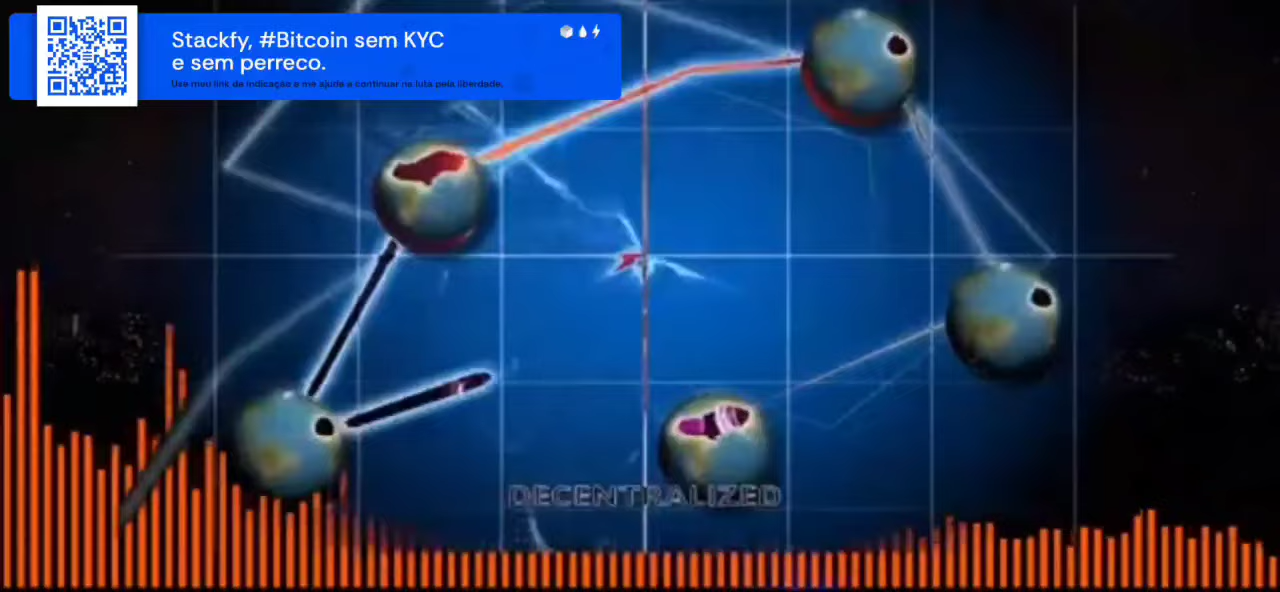 Stackfy, #Bitcoin sem KYC
e sem perreco.
Use meu link de indicação e me ajude a continuar na luta pela liberdade.
DECENTRALIZED